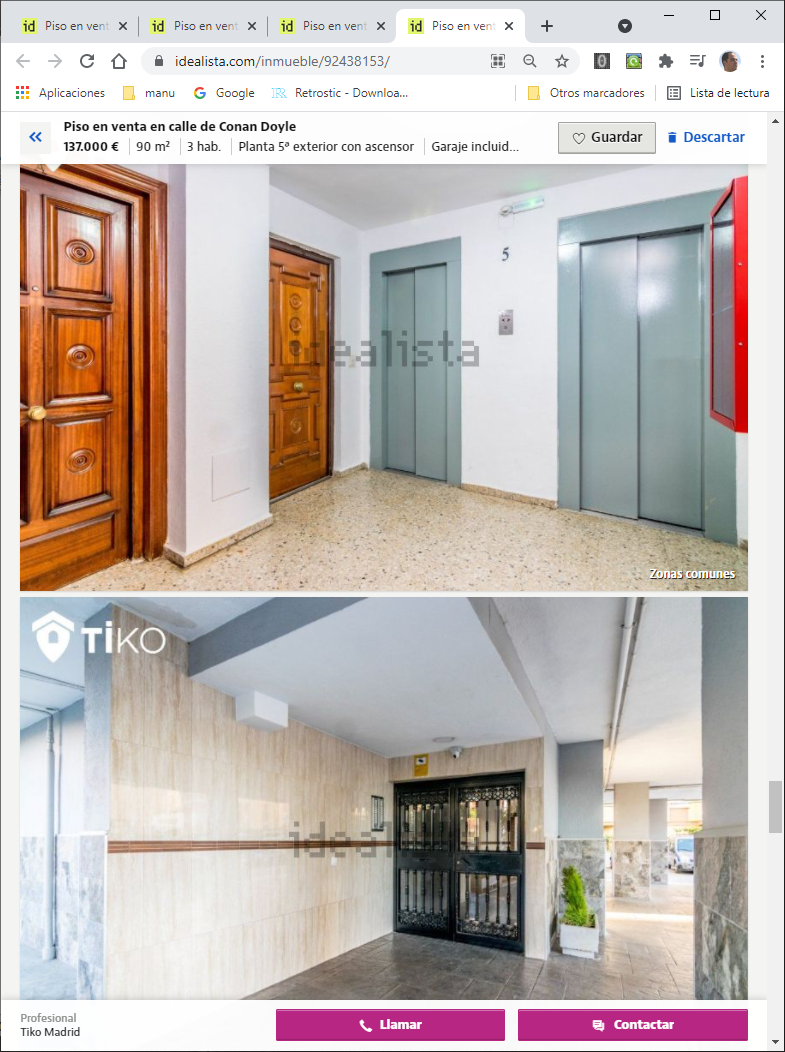 id Piso en vent
id Piso en vent
id Piso en vent
id Piso en vent
idealista.com/inmueble/92438153/
Aplicaciones
manu
Google
Retrostic - Downloa...
Otros marcadores
Lista de lectura
Piso en venta en calle de Conan Doyle
137.000 € 90 m² 3 hab. Planta 5ª exterior con ascensor Garaje incluid...
Guardar
Descartar
5
idealista
Zonas comunes
TiKO
idealista
Profesional
Tiko Madrid
Llamar
Contactar